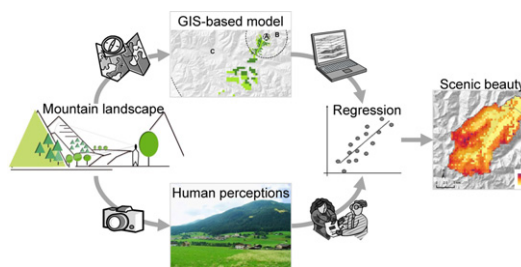 GIS-based model
A
B
C
Mountain landscape
Regression
Scenic beauty
Human perceptions